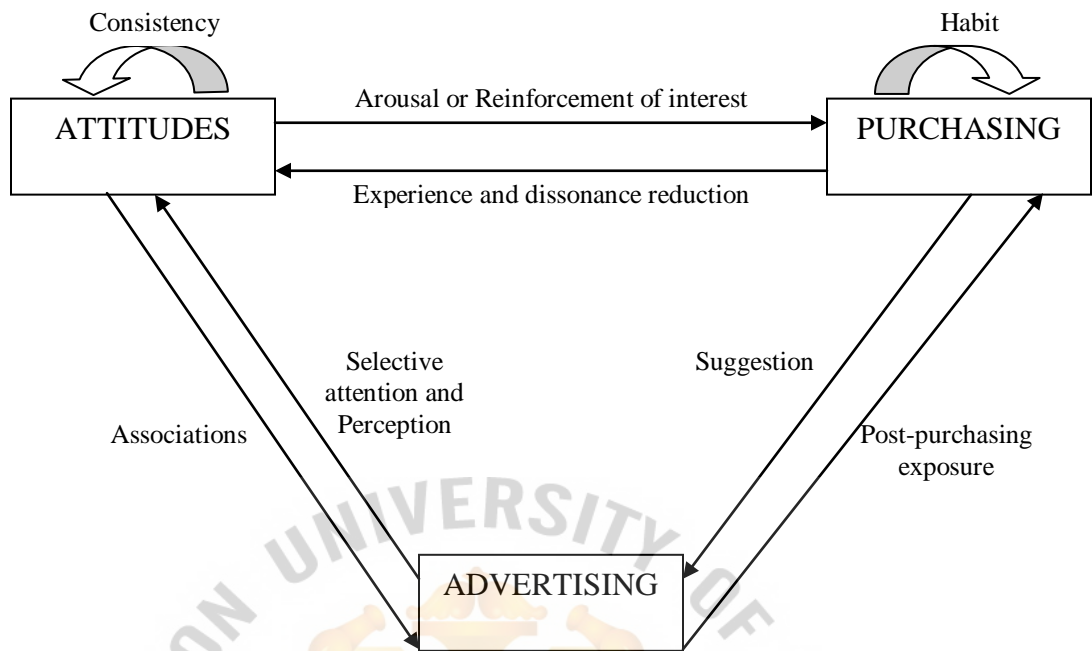 Consistency
Habit
ATTITUDES
Arousal or Reinforcement of interest
PURCHASING
Experience and dissonance reduction
Selective
attention and
Perception
Suggestion
Associations
Post-purchasing
exposure
UNIVERSITY OF
ADVERTISING